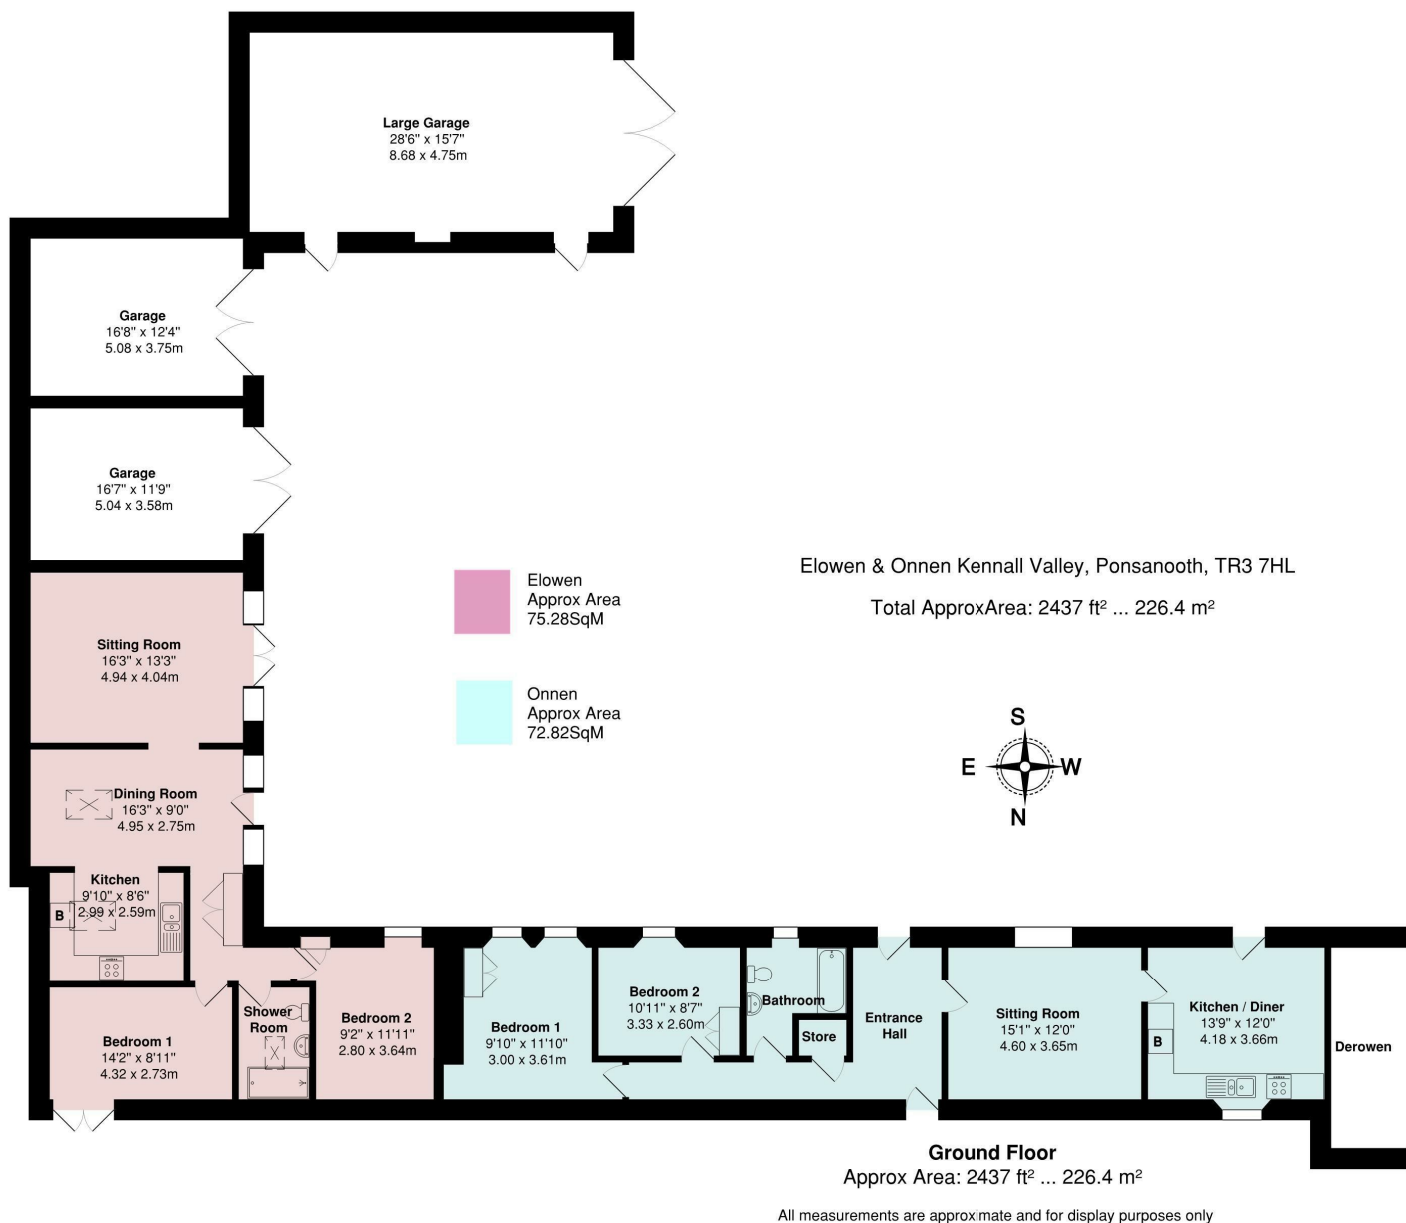 Large Garage
28'6" x 15'7"
8.68 x 4.75m
Garage
16'8" x 12'4"
5.08 x 3.75m
Garage
16'7" x 11'9"
5.04 x 3.58m
Elowen
Approx Area
75.28SqM
Elowen & Onnen Kennall Valley, Ponsanooth, TR3 7HL
Total ApproxArea: 2437 ft² ... 226.4 m²
Sitting Room
16'3" x 13'3"
4.94 x 4.04m
Onnen
Approx Area
72.82SqM
S
E W
N
Dining Room
16'3" x 9'0"
4.95 x 2.75m
Kitchen
9'10" x 8'6"
2.99 x 2.59m
B
Bedroom 1
14'2" x 8'11"
4.32 x 2.73m
Shower
Room
Bedroom 2
9'2" x 11'11"
2.80 x 3.64m
Bedroom 1
9'10" x 11'10"
3.00 x 3.61m
Bedroom 2
10'11" x 8'7"
3.33 x 2.60m
Bathroom
Store
Entrance
Hall
Sitting Room
15'1" x 12'0"
4.60 x 3.65m
Kitchen / Diner
13'9" x 12'0"
4.18 x 3.66m
B
Derowen
Ground Floor
Approx Area: 2437 ft² ... 226.4 m²
All measurements are approximate and for display purposes only